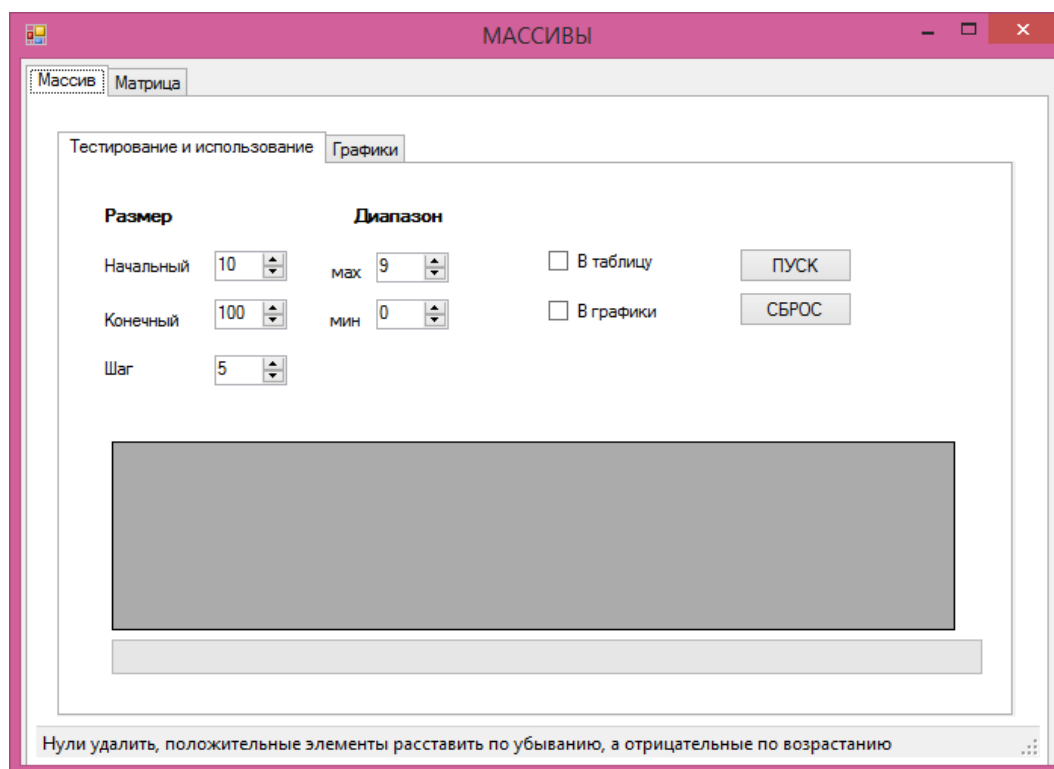 МАССИВЫ
Массив Матрица
Тестирование и использование Графики
Размер Диапазон
Начальный 10 мах 9 В таблицу ПУСК
Конечный 100 мин 0 В графики СБРОС
Шаг 5
Нули удалить, положительные элементы расставить по убыванию, а отрицательные по возрастанию